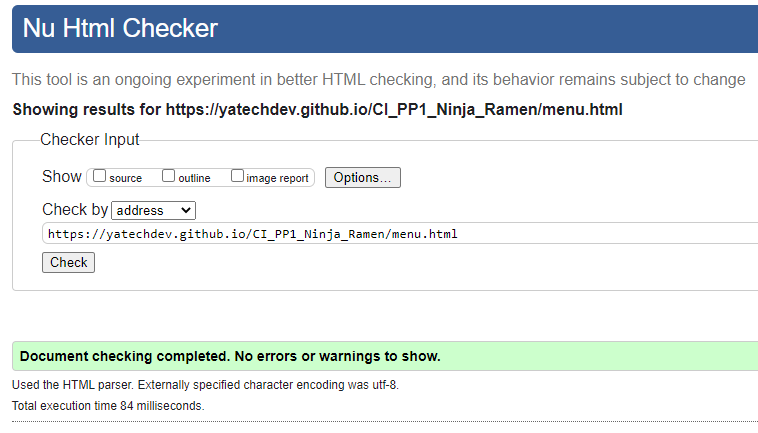 Nu Html Checker
This tool is an ongoing experiment in better HTML checking, and its behavior remains subject to change
Showing results for https://yatechdev.github.io/CI_PP1_Ninja_Ramen/menu.html
Checker Input
Show source outline image report Options...
Check by address
https://yatechdev.github.io/CI_PP1_Ninja_Ramen/menu.html
Check
Document checking completed. No errors or warnings to show.
Used the HTML parser. Externally specified character encoding was utf-8.
Total execution time 84 milliseconds.